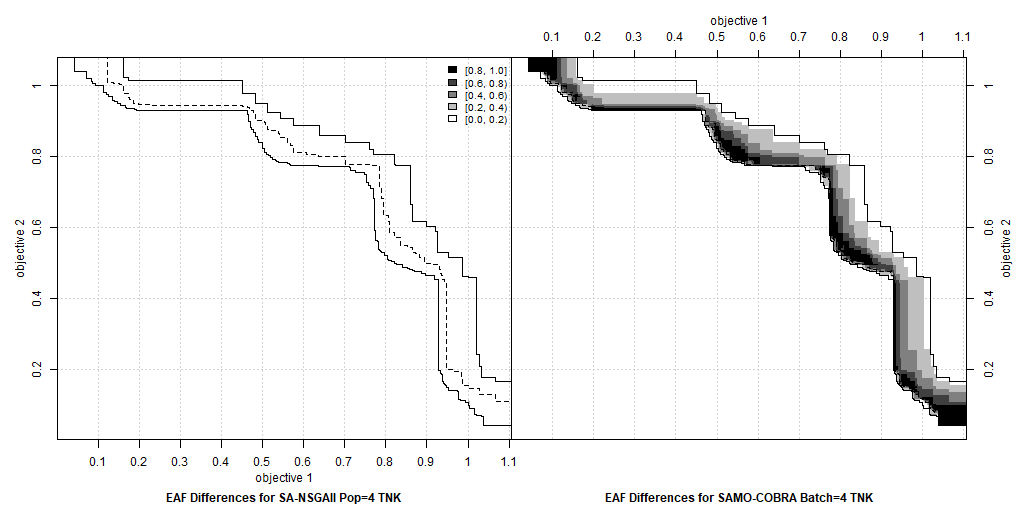 objective 1
0.1 0.2 0.3 0.4 0.5 0.6 0.7 0.8 0.9 1 1.1
[0.8, 1.0]
[0.6, 0.8)
[0.4, 0.6)
[0.2, 0.4)
[0.0, 0.2)
objective 2
1
0.8
0.6
0.4
0.2
1
0.8
0.6
0.4
0.2
objective 2
0.1 0.2 0.3 0.4 0.5 0.6 0.7 0.8 0.9 1 1.1
objective 1
EAF Differences for SA-NSGAII Pop=4 TNK
EAF Differences for SAMO-COBRA Batch=4 TNK